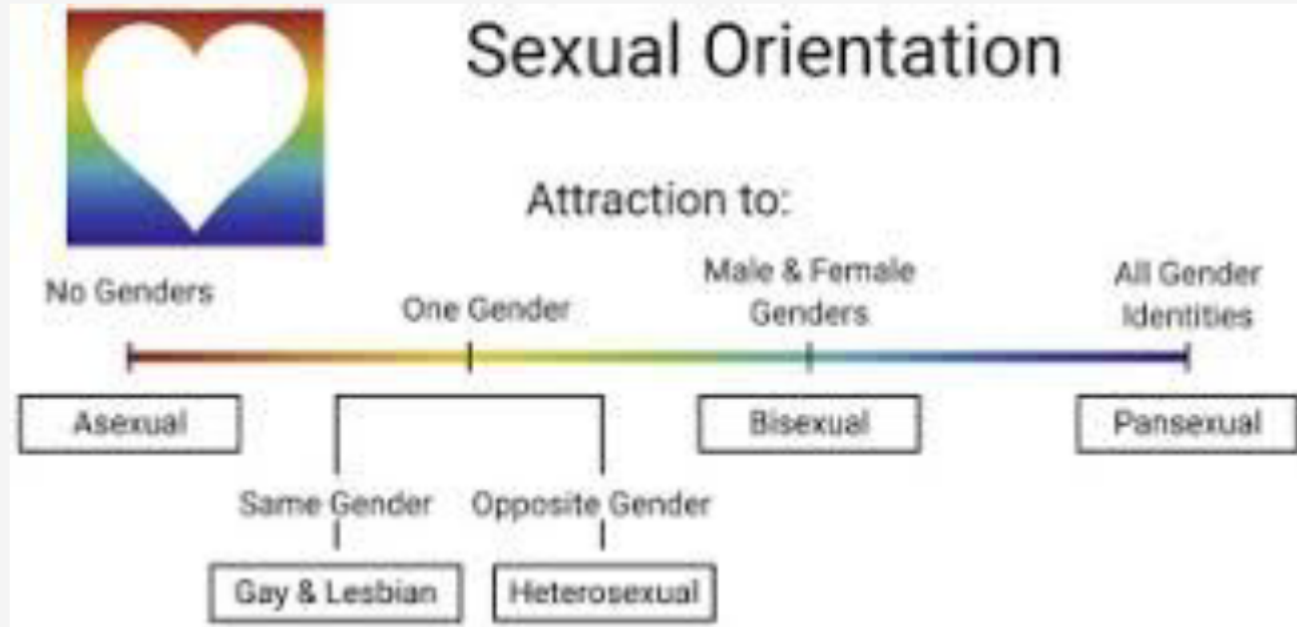 Sexual Orientation
Attraction to:
No Genders
One Gender
Male & Female
Genders
All Gender
Identities
Asexual
Bisexual
Pansexual
Same Gender
Opposite Gender
Gay & Lesbian
Heterosexual